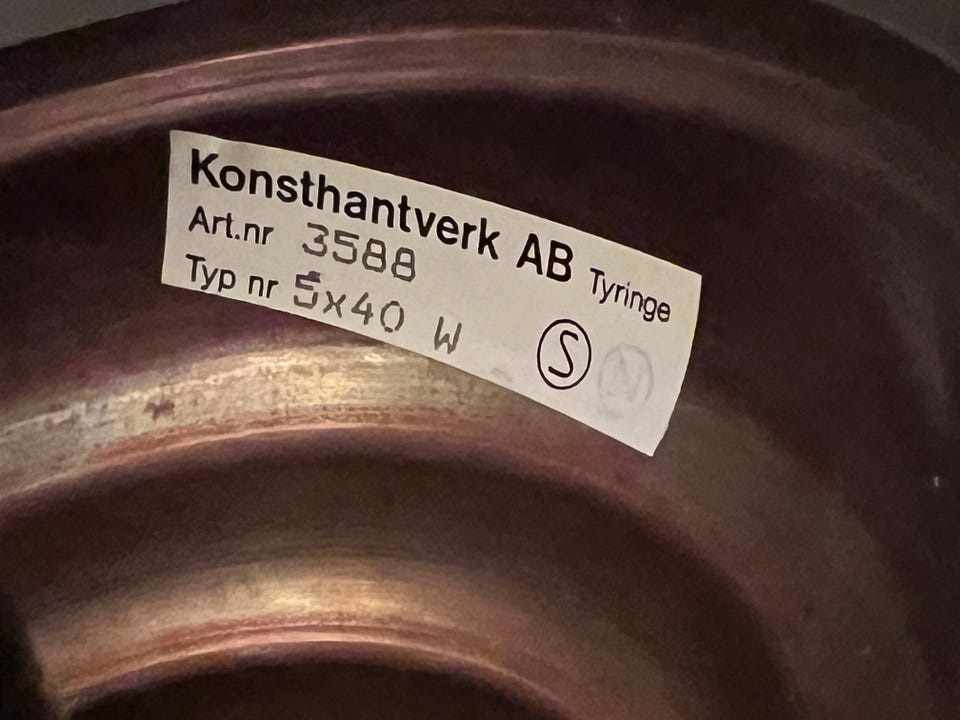 Konsthantverk AB Tyringe
Art.nr 3588
Typ nr 5x40 W
S N